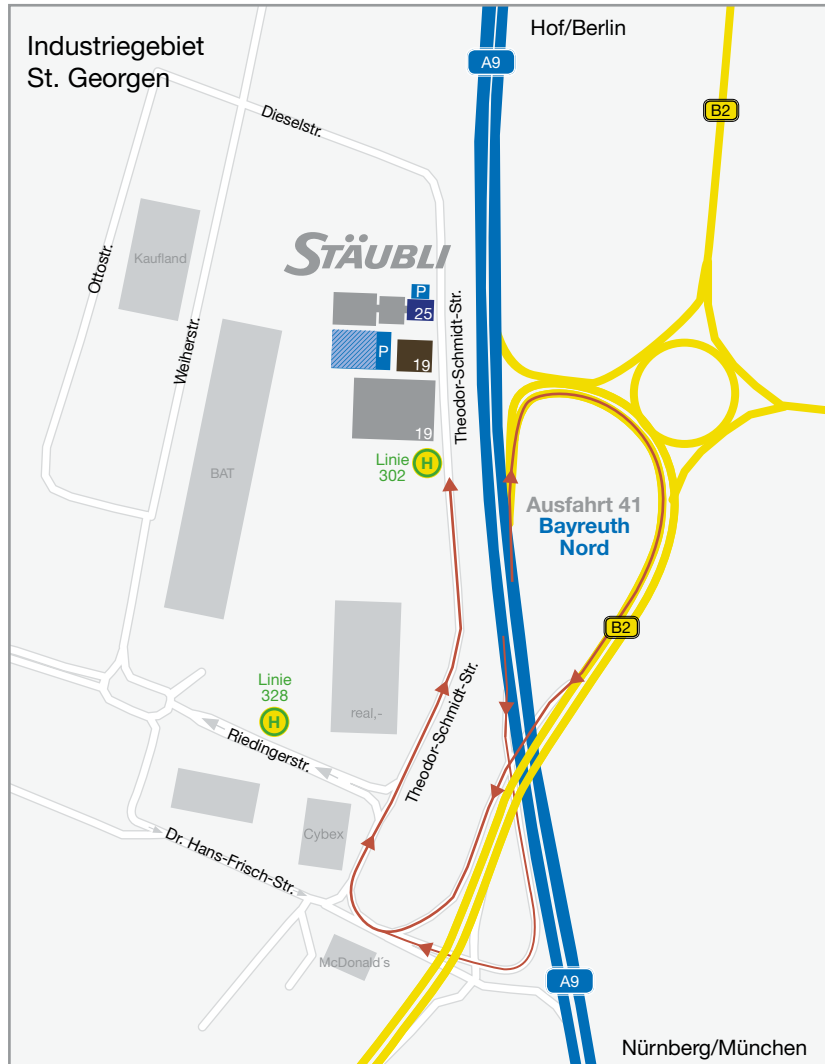 Industriegebiet
St. Georgen
Hof/Berlin
A9
B2
Dieselstr.
Ottostr.
Kaufland
Weiherstr.
STÄUBLI
P
25
P
19
19
Theodor-Schmidt-Str.
BAT
Linie
302
H
Ausfahrt 41
Bayreuth
Nord
B2
Linie
328
H
real,-
Riedingerstr.
Theodor-Schmidt-Str.
Cybex
Dr. Hans-Frisch-Str.
McDonald´s
A9
Nürnberg/München